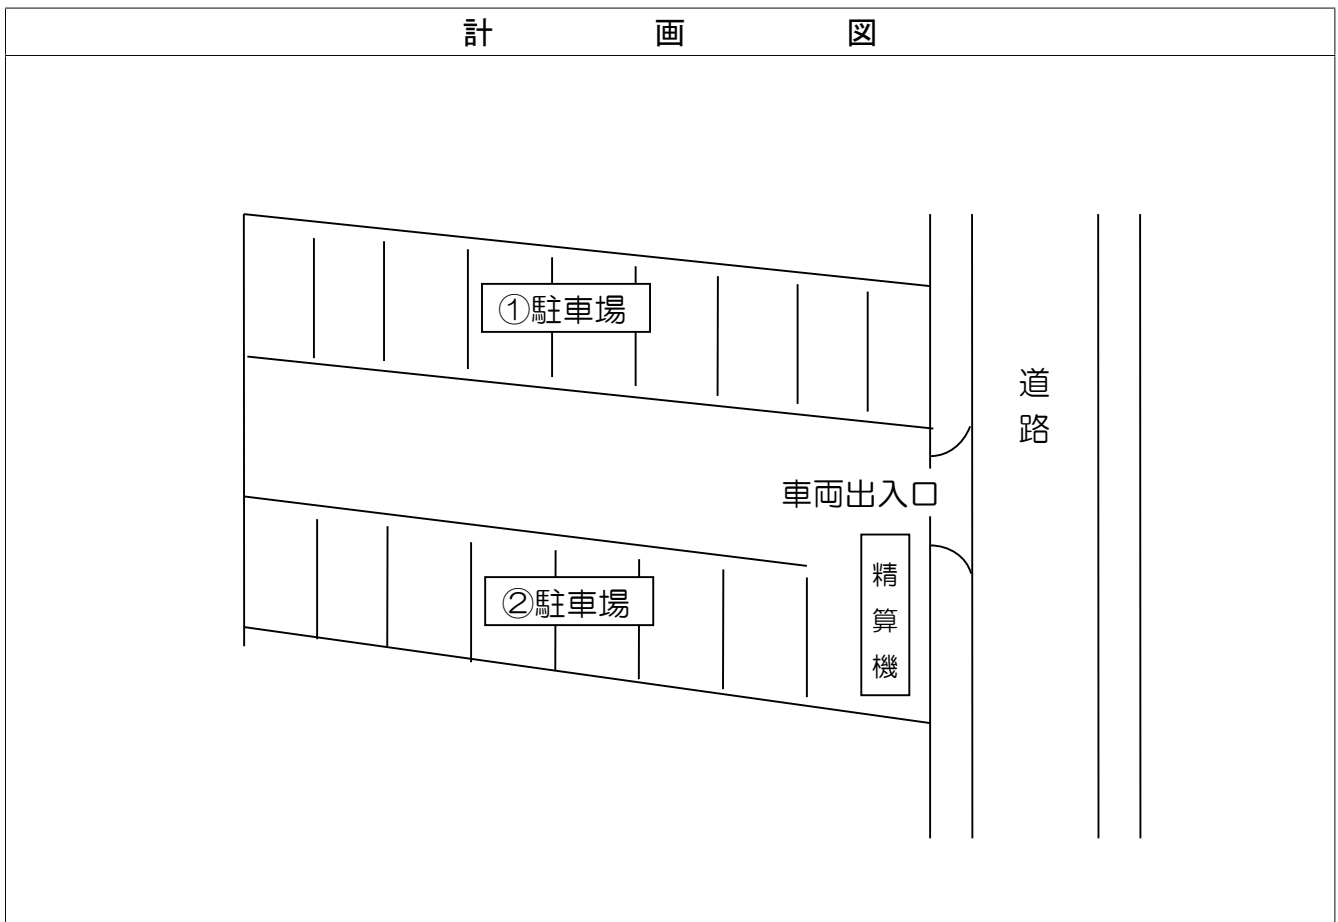 計画図
①駐車場
道路
車両出入口
②駐車場
精算機